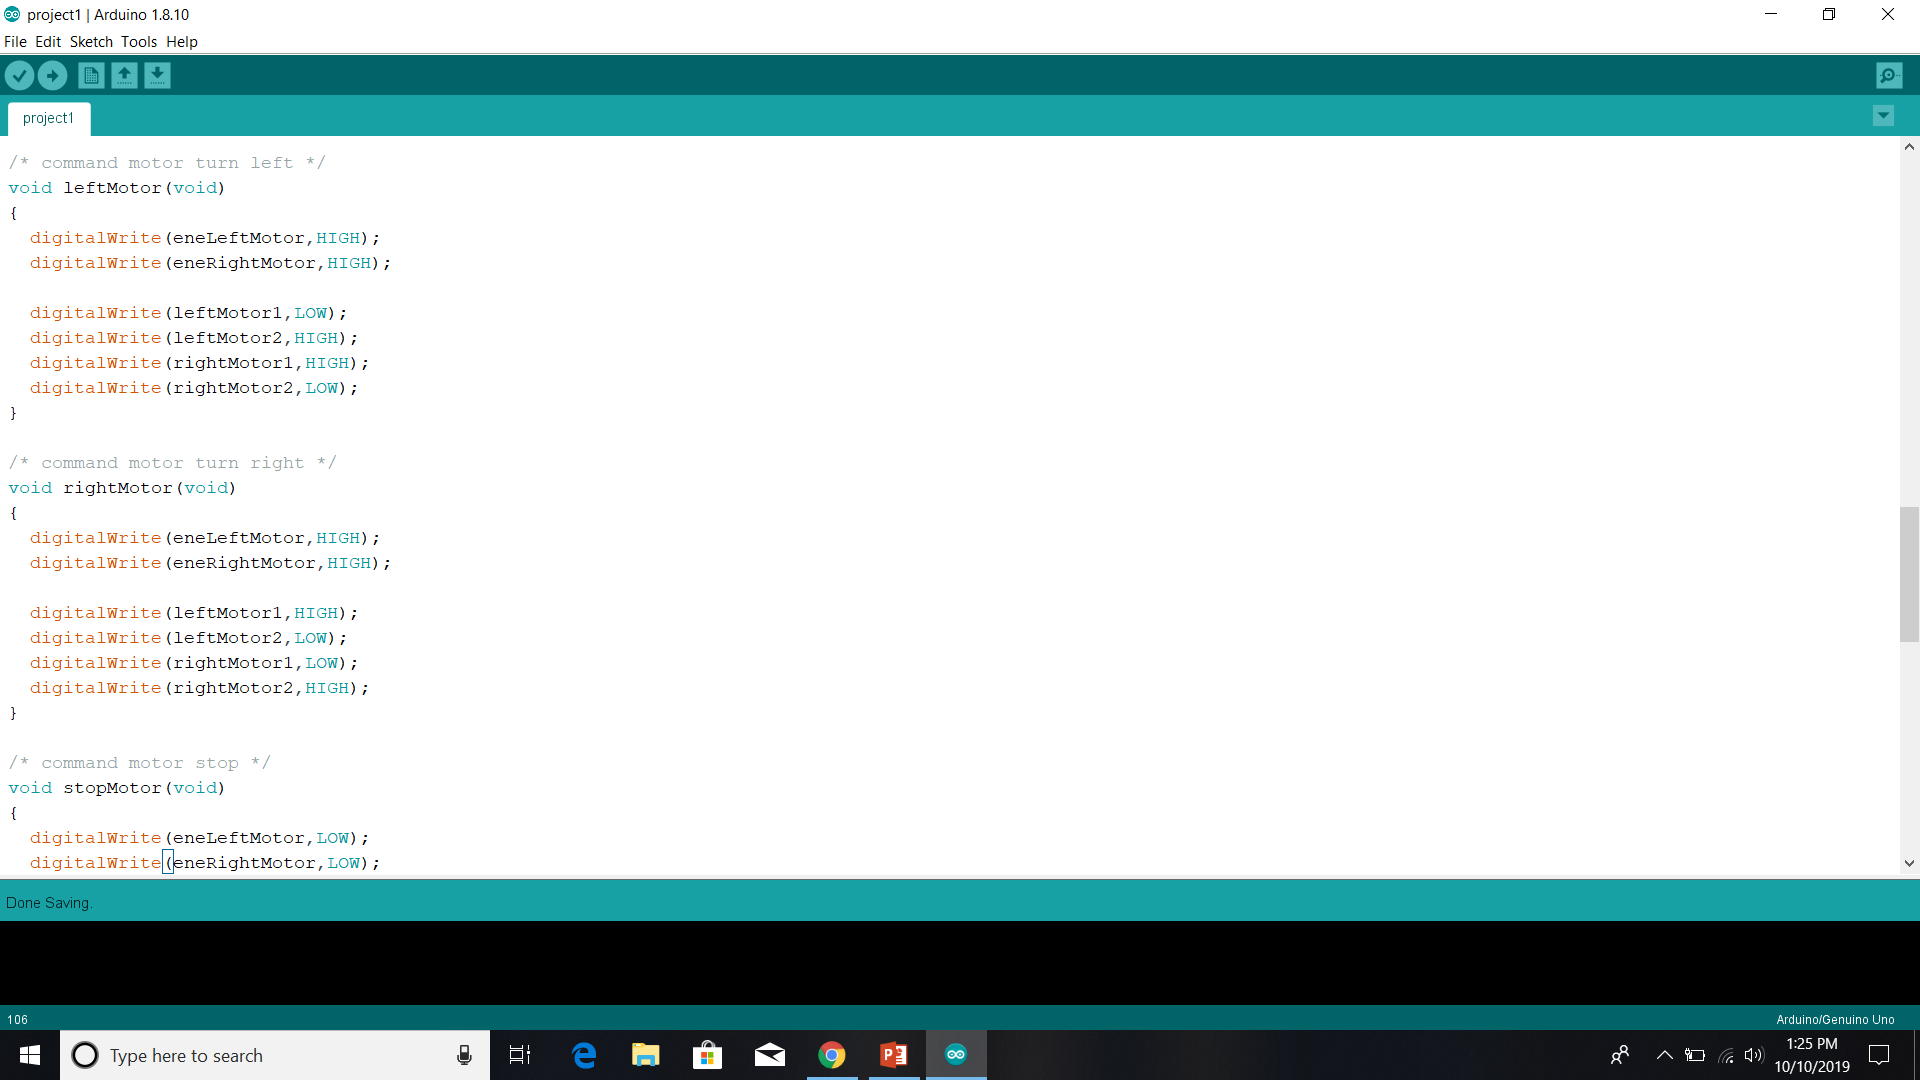 project1 | Arduino 1.8.10
File Edit Sketch Tools Help
project1
/* command motor turn left */
void leftMotor(void)
{
  digitalWrite(eneLeftMotor,HIGH);
  digitalWrite(eneRightMotor,HIGH);

  digitalWrite(leftMotor1,LOW);
  digitalWrite(leftMotor2,HIGH);
  digitalWrite(rightMotor1,HIGH);
  digitalWrite(rightMotor2,LOW);
}

/* command motor turn right */
void rightMotor(void)
{
  digitalWrite(eneLeftMotor,HIGH);
  digitalWrite(eneRightMotor,HIGH);

  digitalWrite(leftMotor1,HIGH);
  digitalWrite(leftMotor2,LOW);
  digitalWrite(rightMotor1,LOW);
  digitalWrite(rightMotor2,HIGH);
}

/* command motor stop */
void stopMotor(void)
{
  digitalWrite(eneLeftMotor,LOW);
  digitalWrite(eneRightMotor,LOW);
Done Saving.
106
Arduino/Genuino Uno
Type here to search
1:25 PM
10/10/2019